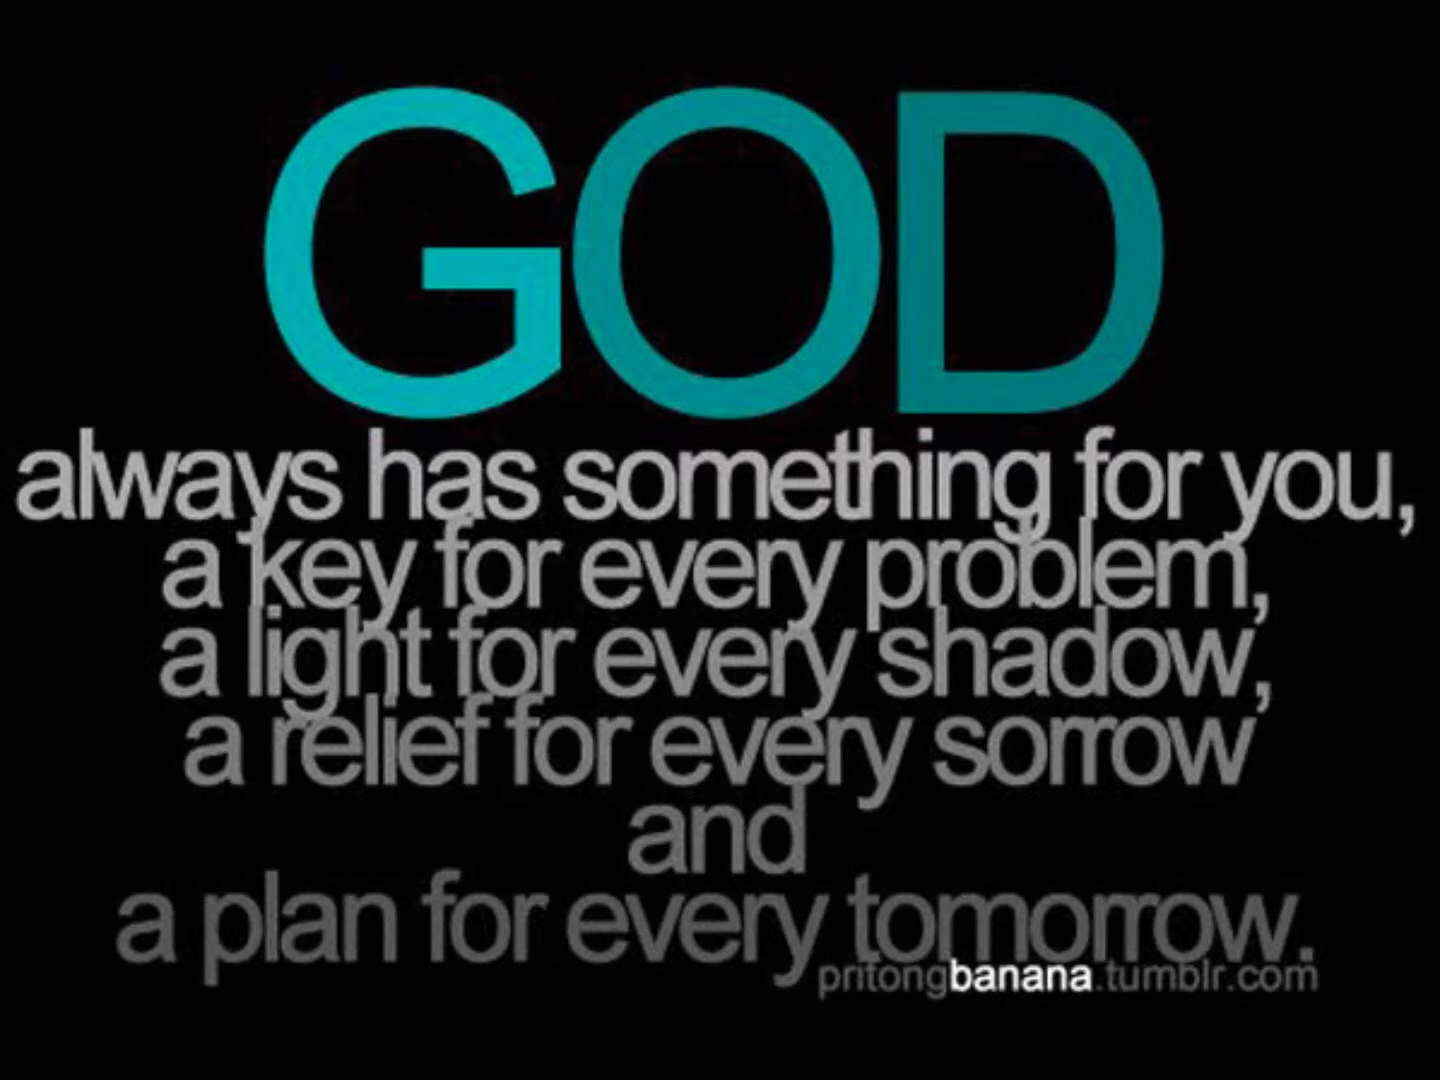 GOD
always has something for you,
a key for every problem,
a light for every shadow,
a relief for every sorrow
and
a plan for every tomorrow.
pritongbanana.tumblr.com